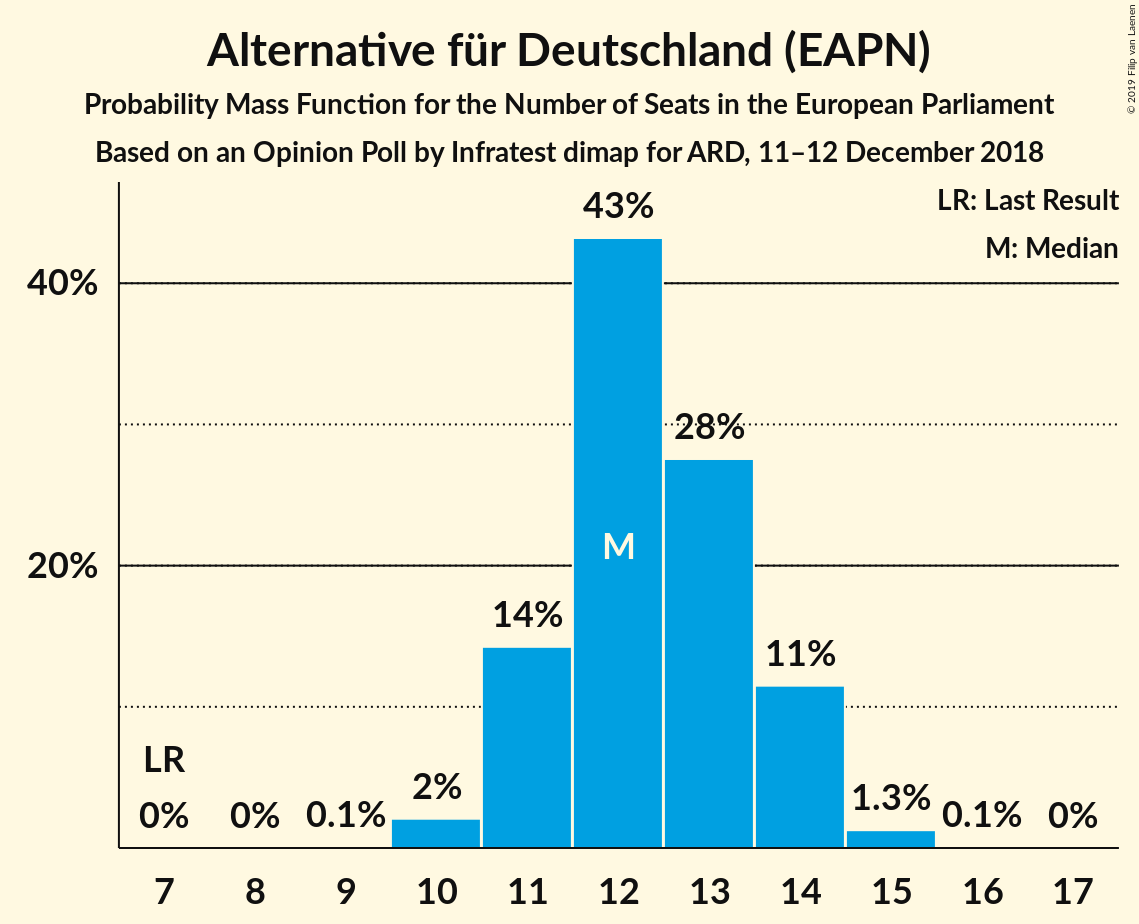 Alternative für Deutschland (EAPN)
Probability Mass Function for the Number of Seats in the European Parliament
Based on an Opinion Poll by Infratest dimap for ARD, 11–12 December 2018
© 2019 Filip van Laenen
LR: Last Result
M: Median
43%
40%
28%
M
20%
14%
11%
LR
0%
0%
0.1%
2%
1.3%
0.1%
0%
7 8 9 10 11 12 13 14 15 16 17